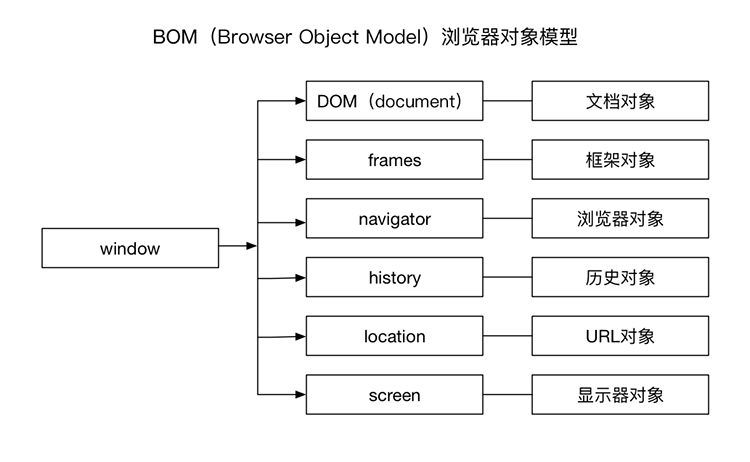 BOM（Browser Object Model）浏览器对象模型
DOM（document） 文档对象
frames 框架对象
navigator 浏览器对象
window
history 历史对象
location URL对象
screen 显示器对象